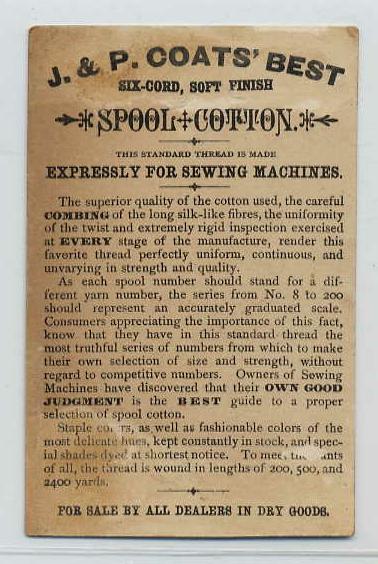 J. & P. COATS' BEST
SIX-CORD, SOFT FINISH
SPOOL COTTON.
THIS STANDARD THREAD IS MADE
EXPRESSLY FOR SEWING MACHINES.
The superior quality of the cotton used, the careful
COMBING of the long silk-like fibres, the uniformity
of the twist and extremely rigid inspection exercised
at EVERY stage of the manufacture, render this
favorite thread perfectly uniform, continuous, and
unvarying in strength and quality.
As each spool number should stand for a dif-
ferent yarn number, the series from No. 8 to 200
should represent an accurately graduated scale.
Consumers appreciating the importance of this fact,
know that they have in this standard thread the
most truthful series of numbers from which to make
their own selection of size and strength, without
regard to competitive numbers. Owners of Sewing
Machines have discovered that their OWN GOOD
JUDGMENT is the BEST guide to a proper
selection of spool cotton.
Staple as well as fashionable colors of the
most delicate hues, kept constantly in stock, and spec-
ial shades dyed at shortest notice. To meet
of all, the thread is wound in lengths of 200, 500, and
2400 yards.
FOR SALE BY ALL DEALERS IN DRY GOODS.